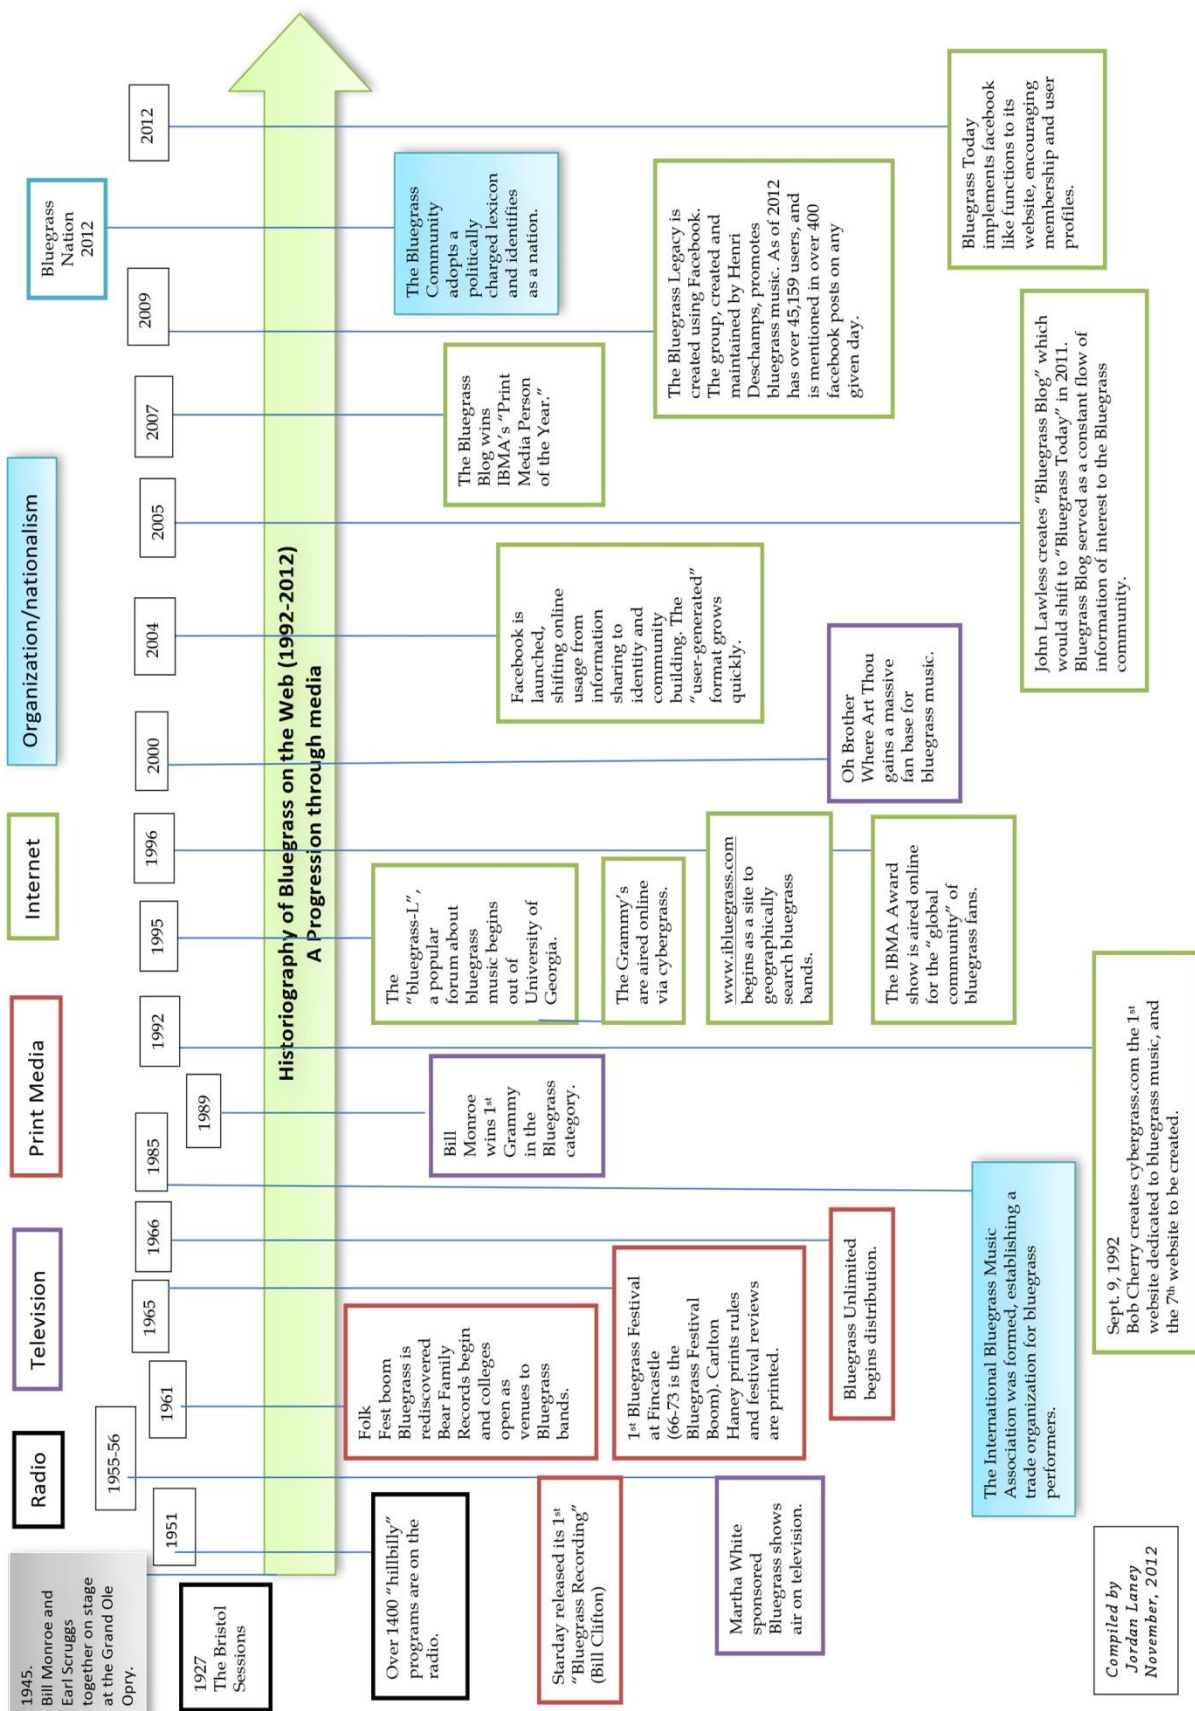 Radio
Television
Print Media
Internet
Organization/nationalism
Bluegrass
Nation
2012
1945.
Bill Monroe and
Earl Scruggs
together on stage
at the Grand Ole
Opry.
1927
The Bristol
Sessions
1951
1955-56
1961
1965
1966
1985
1989
1992
1995
1996
2000
2004
2005
2007
2009
2012
Historiography of Bluegrass on the Web (1992-2012)
A Progression through media
Over 1400 "hillbilly"
programs are on the
radio.
Starday released its 1st
"Bluegrass Recording"
(Bill Clifton)
Martha White
sponsored
Bluegrass shows
air on television.
Folk
Fest boom
Bluegrass is
rediscovered
Bear Family
Records begin
and colleges
open as
venues to
Bluegrass
bands.
1st Bluegrass Festival
at Fincastle
(66-73 is the
Bluegrass Festival
Boom). Carlton
Haney prints rules
and festival reviews
are printed.
Bluegrass Unlimited
begins distribution.
The International Bluegrass Music
Association was formed, establishing a
trade organization for bluegrass
performers.
Bill
Monroe
wins 1st
Grammy
in the
Bluegrass
category.
Sept. 9, 1992
Bob Cherry creates cybergrass.com the 1st
website dedicated to bluegrass music, and
the 7th website to be created.
The
"bluegrass-L",
a popular
forum about
bluegrass
music begins
out of
University of
Georgia.
The Grammy's
are aired online
via cybergrass.
www.ibluegrass.com
begins as a site to
geographically
search bluegrass
bands.
The IBMA Award
show is aired online
for the "global
community" of
bluegrass fans.
Oh Brother
Where Art Thou
gains a massive
fan base for
bluegrass music.
Facebook is
launched,
shifting online
usage from
information
sharing to
identity and
community
building. The
"user-generated"
format grows
quickly.
John Lawless creates "Bluegrass Blog" which
would shift to "Bluegrass Today" in 2011.
Bluegrass Blog served as a constant flow of
information of interest to the Bluegrass
community.
The Bluegrass
Blog wins
IBMA's "Print
Media Person
of the Year."
The Bluegrass Legacy is
created using Facebook.
The group, created and
maintained by Henri
Deschamps, promotes
bluegrass music. As of 2012
has over 45,159 users, and
is mentioned in over 400
facebook posts on any
given day.
The Bluegrass
Community
adopts a
politically
charged lexicon
and identifies
as a nation.
Bluegrass Today
implements facebook
like functions to its
website, encouraging
membership and user
profiles.
Compiled by
Jordan Laney
November, 2012